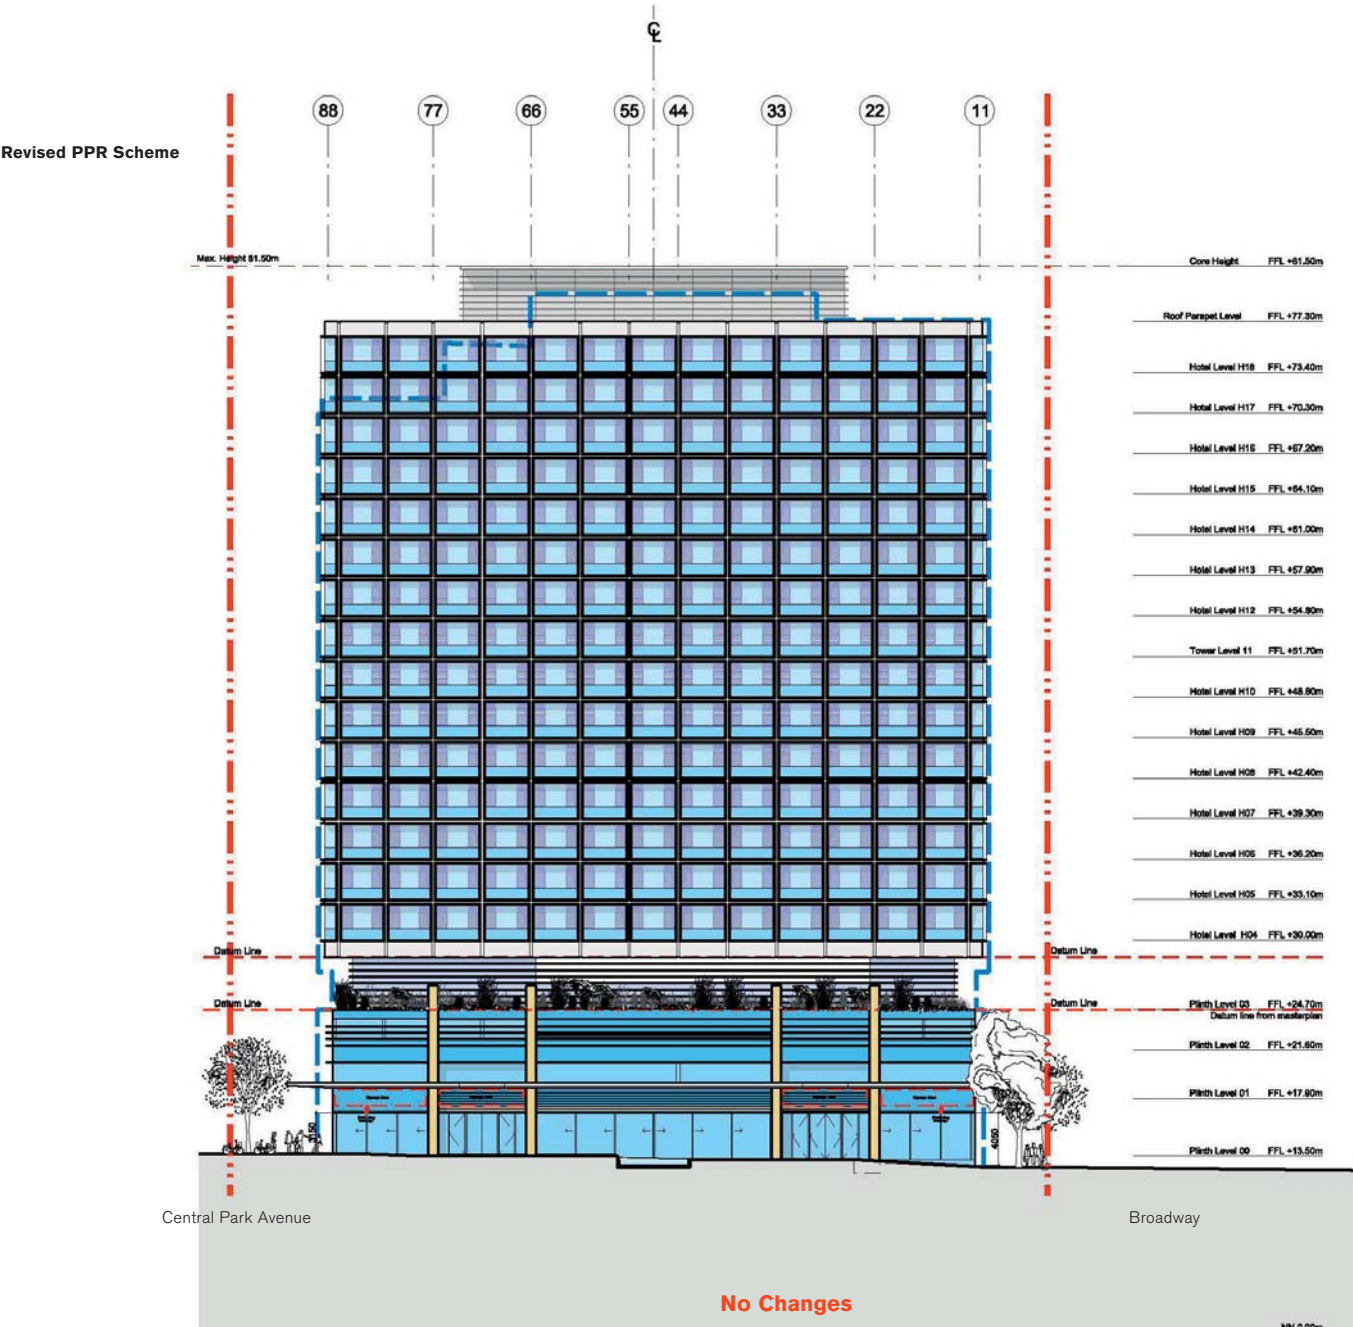 ℄
88 77 66 55 44 33 22 11
Revised PPR Scheme
Max. Height 81.50m
Core Height FFL +81.50m
Roof Parapet Level FFL +77.30m
Hotel Level H18 FFL +73.40m
Hotel Level H17 FFL +70.30m
Hotel Level H16 FFL +67.20m
Hotel Level H15 FFL +64.10m
Hotel Level H14 FFL +61.00m
Hotel Level H13 FFL +57.90m
Hotel Level H12 FFL +54.80m
Tower Level 11 FFL +51.70m
Hotel Level H10 FFL +48.60m
Hotel Level H09 FFL +45.50m
Hotel Level H08 FFL +42.40m
Hotel Level H07 FFL +39.30m
Hotel Level H06 FFL +36.20m
Hotel Level H05 FFL +33.10m
Hotel Level H04 FFL +30.00m
Datum Line Datum Line
Datum Line Datum Line Plinth Level 03 FFL +24.70m
Datum line from masterplan
Plinth Level 02 FFL +21.60m
Plinth Level 01 FFL +17.80m
3150 4050
Plinth Level 00 FFL +13.50m
Central Park Avenue Broadway
No Changes